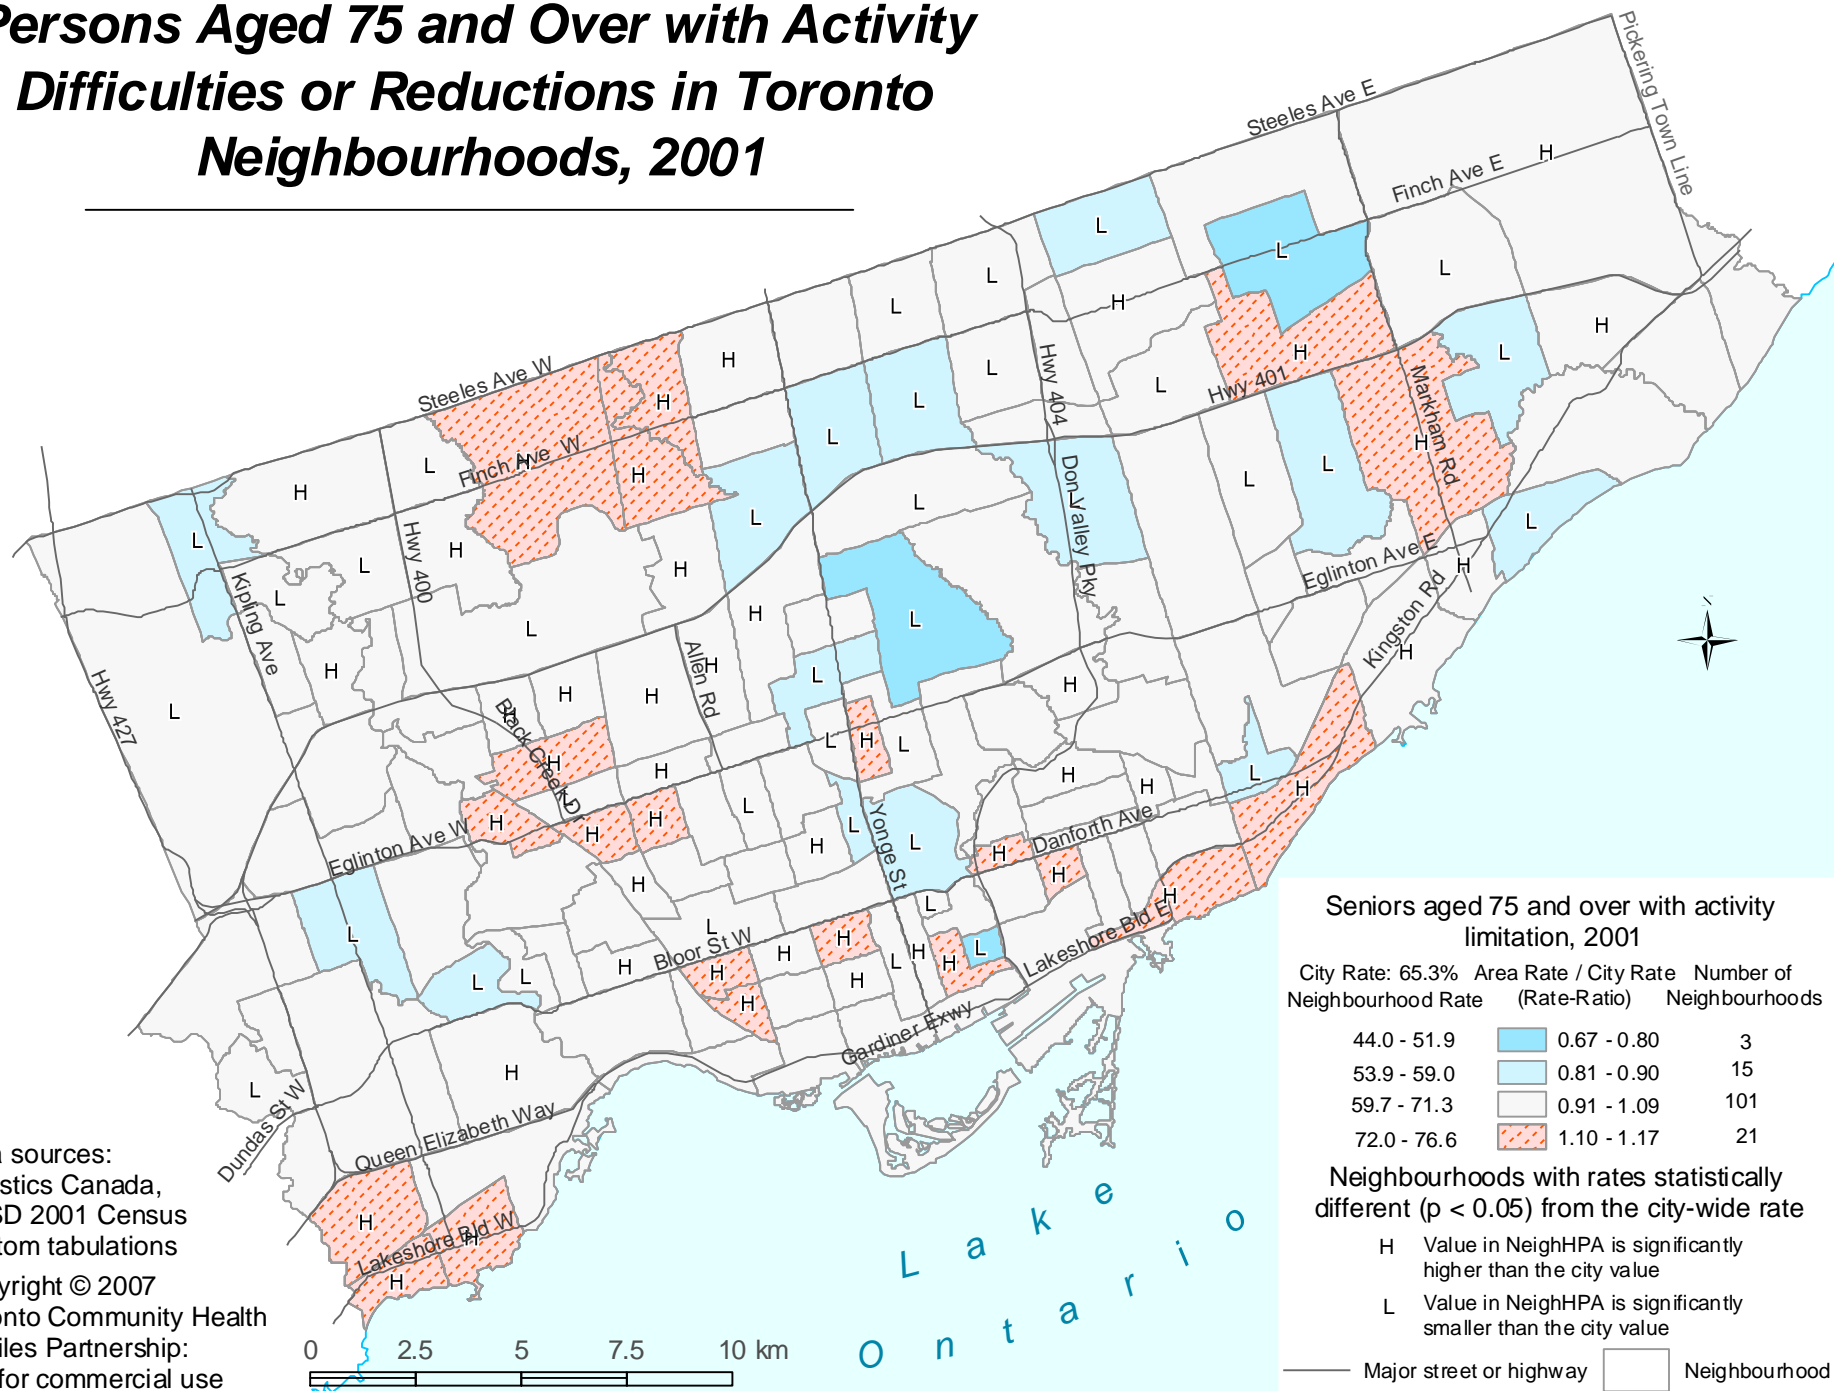 Persons Aged 75 and Over with Activity
Difficulties or Reductions in Toronto
Neighbourhoods, 2001
Pickering Town Line
Steeles Ave E
Finch Ave E
Steeles Ave W
Finch Ave W
Hwy 404
Hwy 401
Markham Rd
Don Valley Pky
Hwy 400
Kipling Ave
Hwy 427
Allen Rd
Black Creek Dr
Eglinton Ave E
Kingston Rd
Eglinton Ave W
Yonge St
Danforth Ave
Bloor St W
Lakeshore Bld E
Gardiner Exwy
Dundas St W
Queen Elizabeth Way
Lakeshore Bld W
Lake
Ontario
N
Seniors aged 75 and over with activity
limitation, 2001
City Rate: 65.3% Area Rate / City Rate Number of
Neighbourhood Rate (Rate-Ratio) Neighbourhoods
44.0 - 51.9 0.67 - 0.80 3
53.9 - 59.0 0.81 - 0.90 15
59.7 - 71.3 0.91 - 1.09 101
72.0 - 76.6 1.10 - 1.17 21
Neighbourhoods with rates statistically
different (p < 0.05) from the city-wide rate
H Value in NeighHPA is significantly
higher than the city value
L Value in NeighHPA is significantly
smaller than the city value
Major street or highway Neighbourhood
sources:
stics Canada,
SD 2001 Census
tom tabulations
yright © 2007
onto Community Health
iles Partnership:
for commercial use
0 2.5 5 7.5 10 km